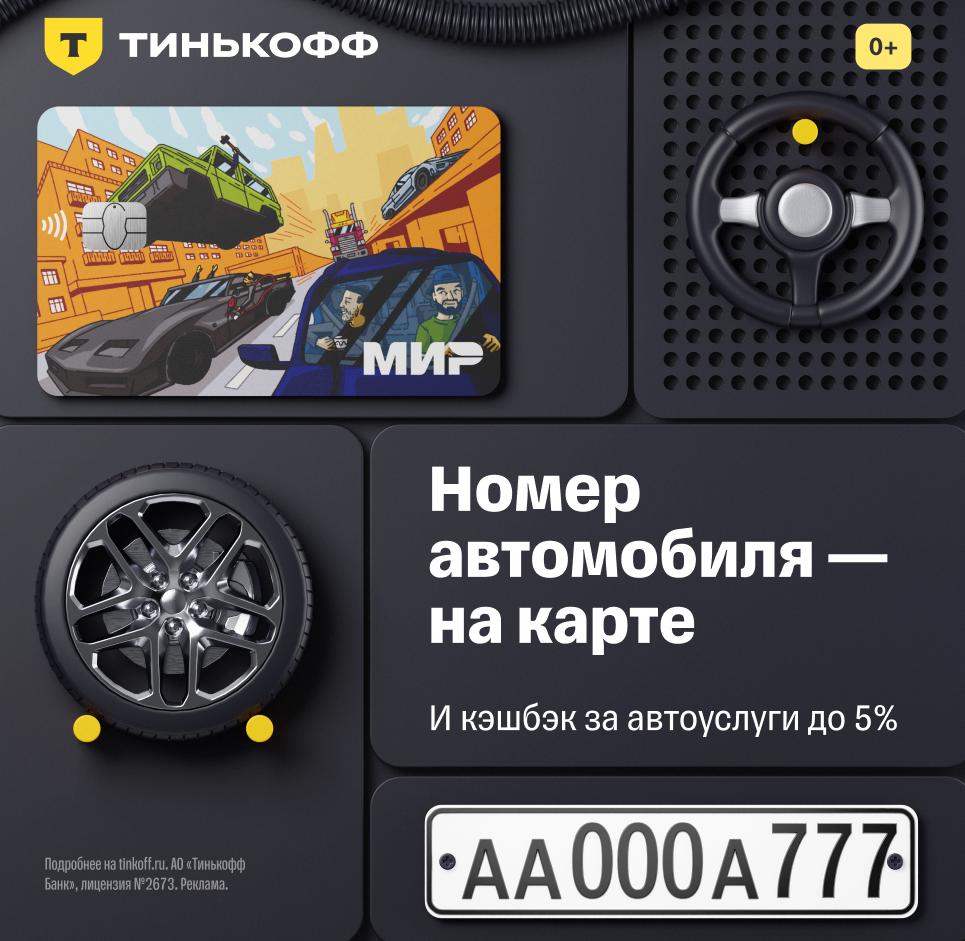 Т ТИНЬКОФФ
0+
МИР
Номер
автомобиля —
на карте
И кэшбэк за автоуслуги до 5%
АА000А777
Подробнее на tinkoff.ru. АО «Тинькофф
Банк», лицензия №2673. Реклама.